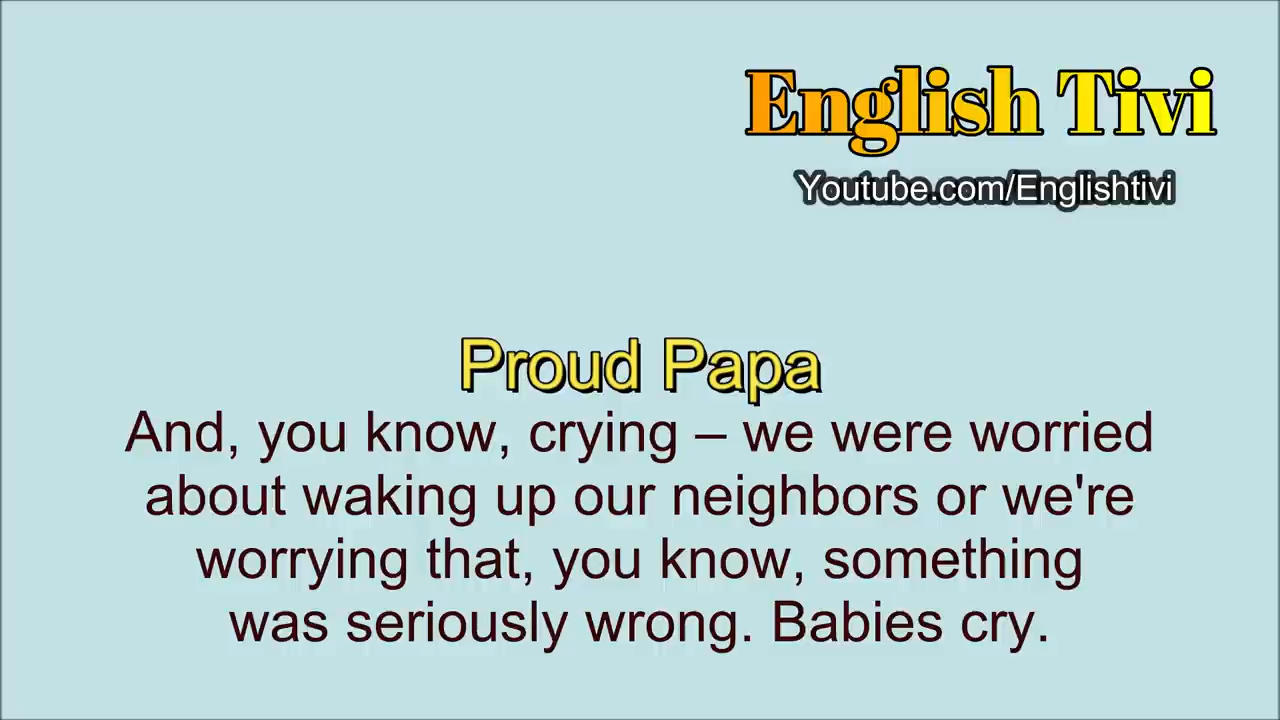 English Tivi
Youtube.com/Englishtivi
Proud Papa
And, you know, crying – we were worried
about waking up our neighbors or we're
worrying that, you know, something
was seriously wrong. Babies cry.